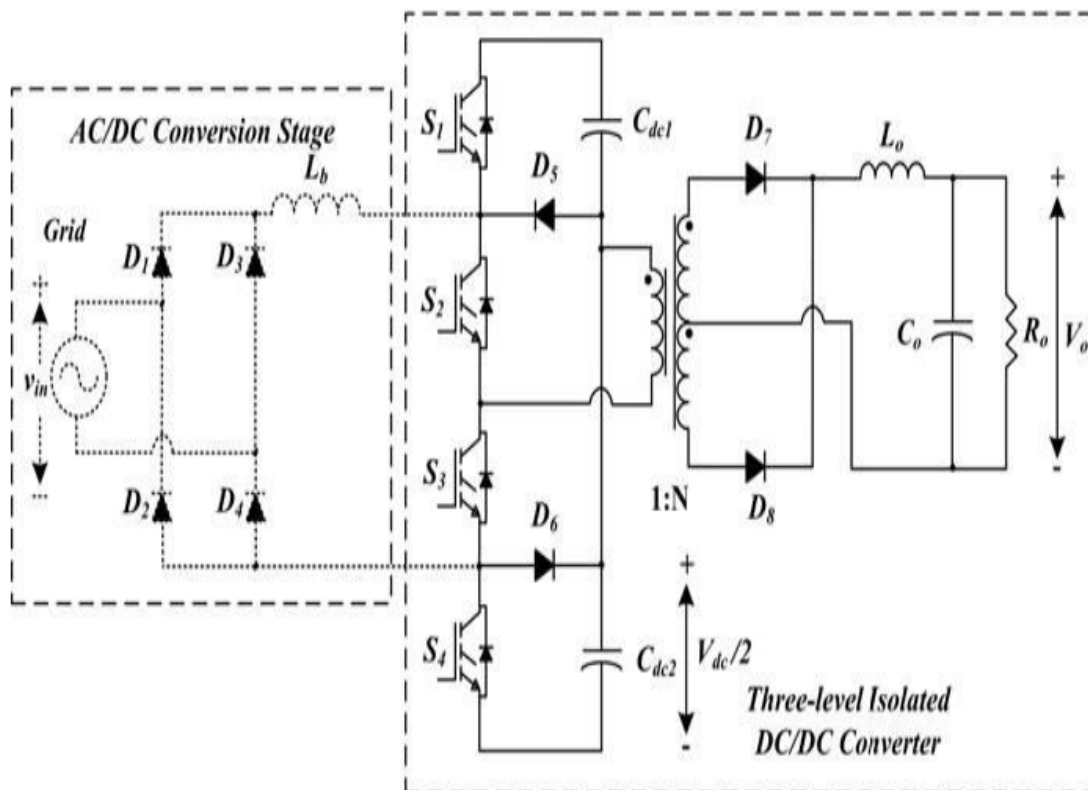 AC/DC Conversion Stage
L_b
Grid
D_1
D_3
+
v_in
-
D_2
D_4
S_1
S_2
S_3
S_4
D_5
D_6
C_dc1
C_dc2
D_7
D_8
1:N
L_o
C_o
R_o
+
V_o
-
+
V_dc/2
-
Three-level Isolated
DC/DC Converter